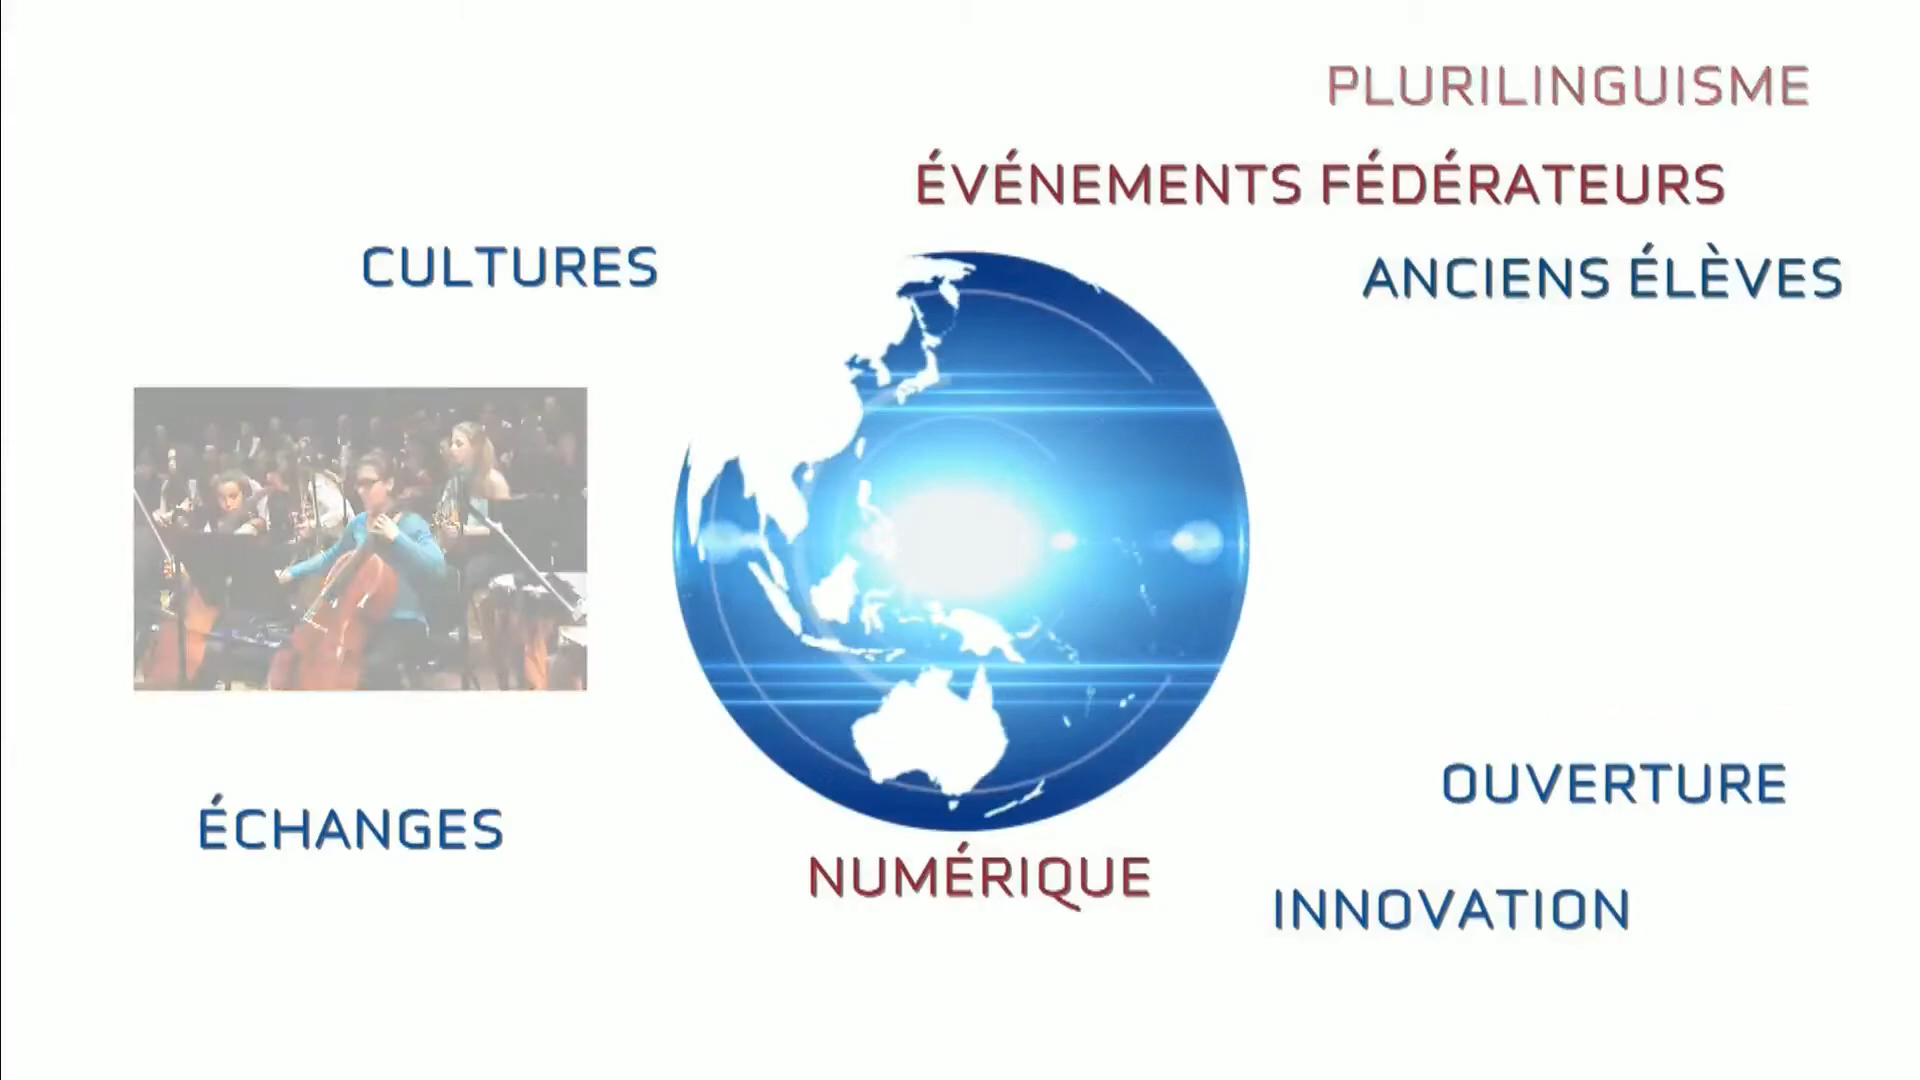 PLURILINGUISME
ÉVÉNEMENTS FÉDÉRATEURS
CULTURES
ANCIENS ÉLÈVES
OUVERTURE
ÉCHANGES
NUMÉRIQUE
INNOVATION